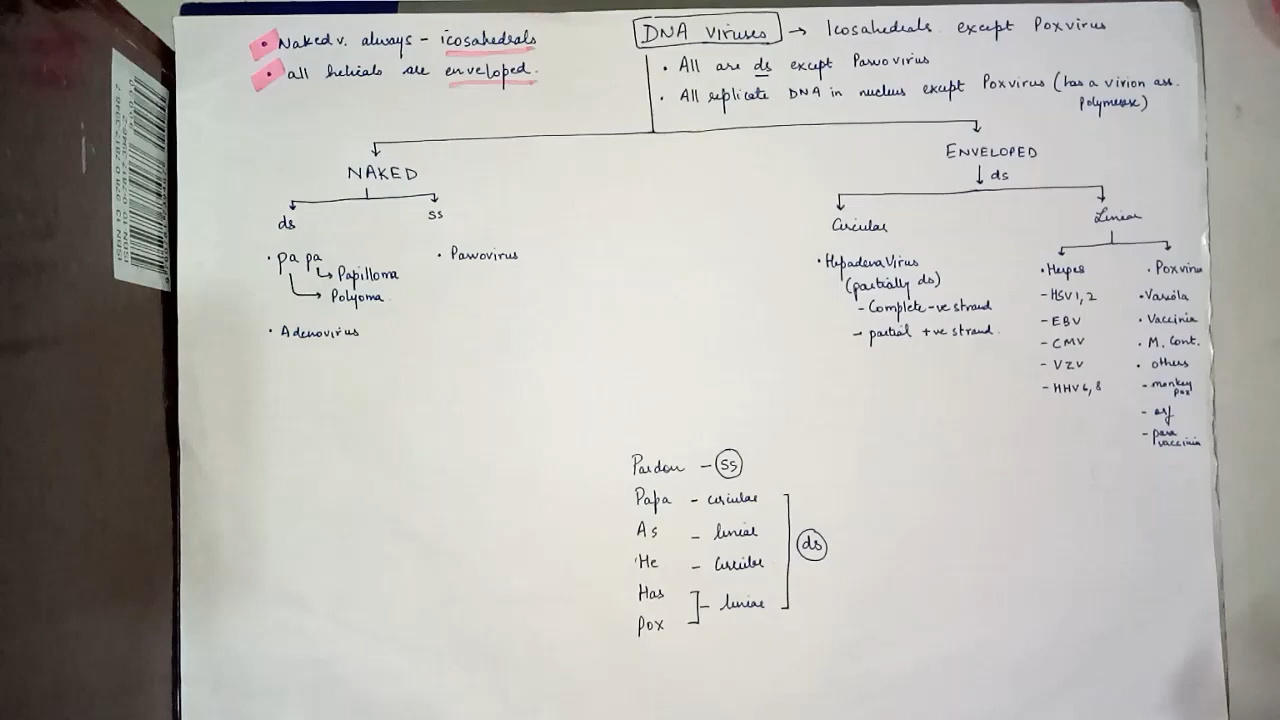 Naked v. always - icosahedrals
all helicals are enveloped.
DNA Viruses → Icosahedrals except Poxvirus
• All are ds except Parvovirus
• All replicate DNA in nucleus except Poxvirus (has a virion ass. polymerase)
NAKED
ds
ss
• pa pa
Papilloma
Polyoma
• Adenovirus
• Parvovirus
ENVELOPED
ds
Circular
Linear
• Hepadena Virus
(partially ds)
- Complete -ve strand
- partial +ve strand.
• Herpes
- HSV 1, 2
- EBV
- CMV
- VZV
- HHV 6, 8
• Poxvirus
• Variola
• Vaccinia
• M. Cont.
• others
- monkey pox
- orf
- para vaccinia
Pardon - ss
Papa - circular
As - linear
He - Circular
Has
- linear
Pox
ds